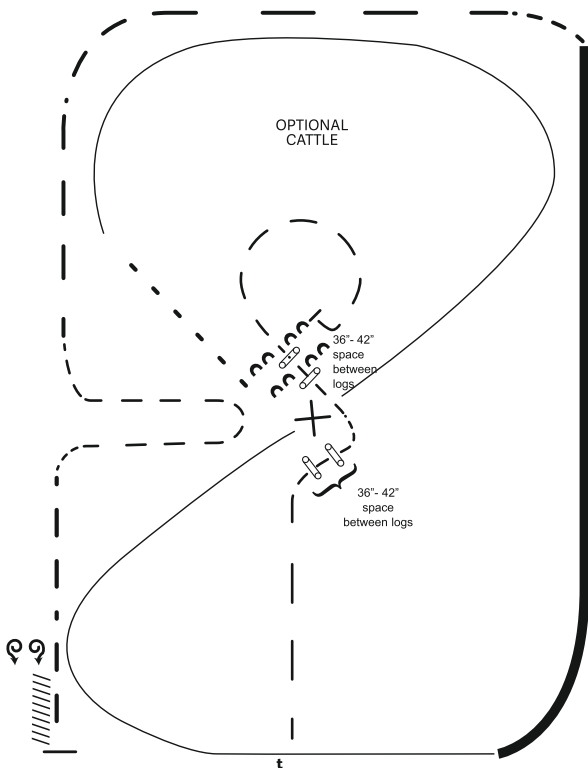 OPTIONAL
CATTLE
36”- 42”
space
between
logs
36”- 42”
space
between logs
t